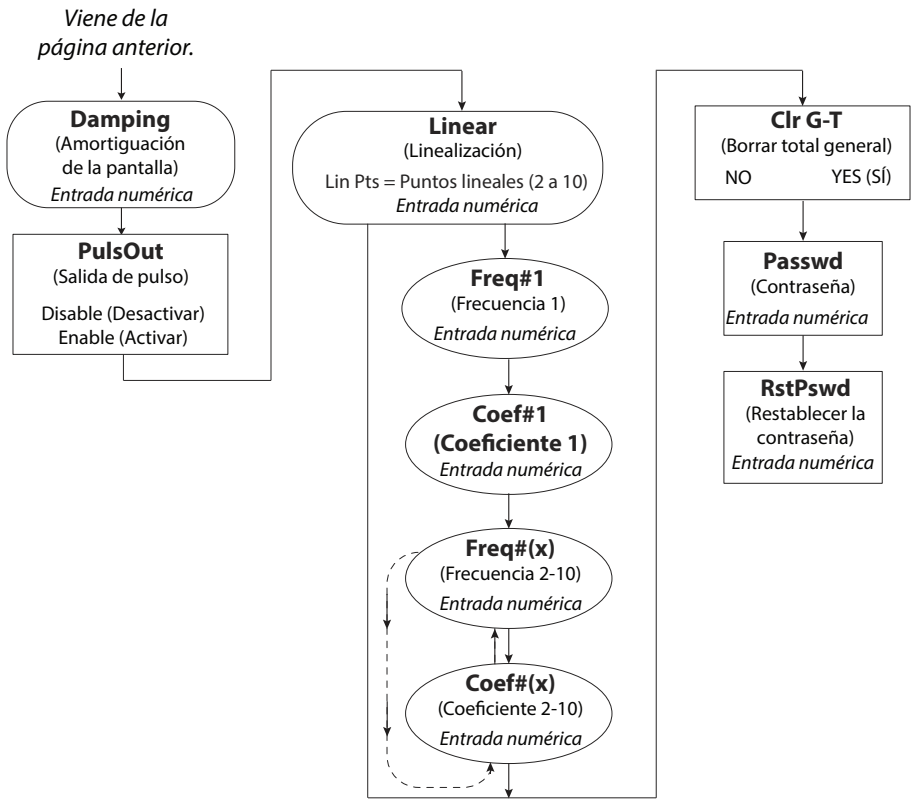 Viene de la
página anterior.
Damping
(Amortiguación
de la pantalla)
Entrada numérica
PulsOut
(Salida de pulso)
Disable (Desactivar)
Enable (Activar)
Linear
(Linealización)
Lin Pts = Puntos lineales (2 a 10)
Entrada numérica
Freq#1
(Frecuencia 1)
Entrada numérica
Coef#1
(Coeficiente 1)
Entrada numérica
Freq#(x)
(Frecuencia 2-10)
Entrada numérica
Coef#(x)
(Coeficiente 2-10)
Entrada numérica
Clr G-T
(Borrar total general)
NO YES (SÍ)
Passwd
(Contraseña)
Entrada numérica
RstPswd
(Restablecer la
contraseña)
Entrada numérica